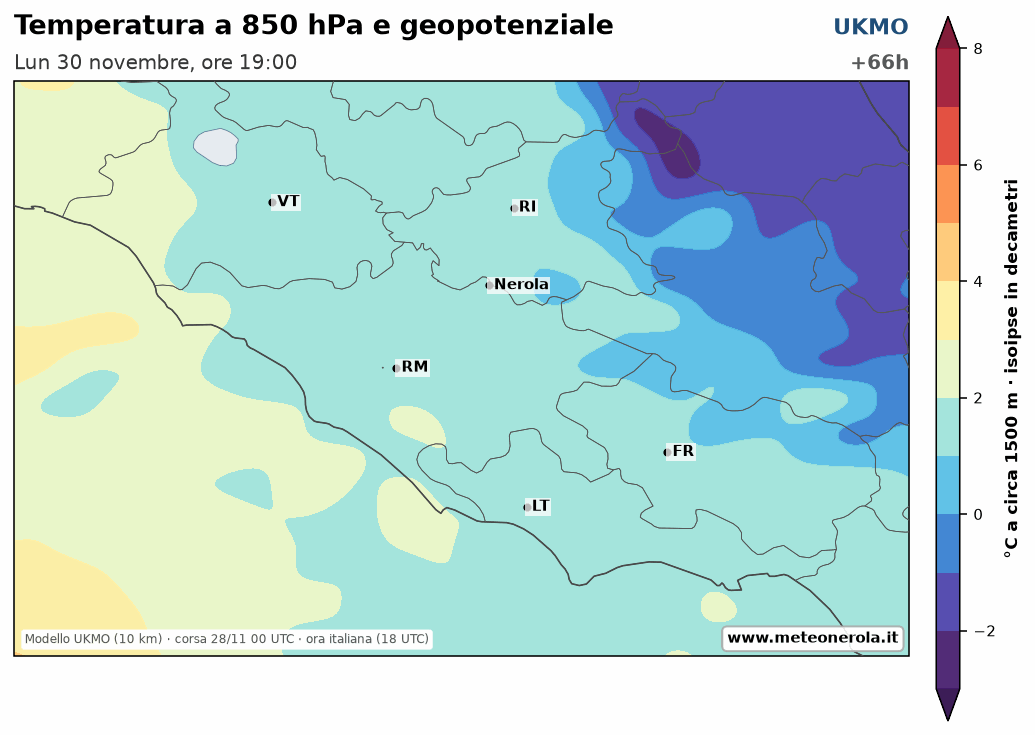 Temperatura a 850 hPa e geopotenziale
UKMO
Lun 30 novembre, ore 19:00
+66h
VT
RI
Nerola
RM
FR
LT
Modello UKMO (10 km) · corsa 28/11 00 UTC · ora italiana (18 UTC)
www.meteonerola.it
8
6
4
2
0
−2
°C a circa 1500 m · isoipse in decametri